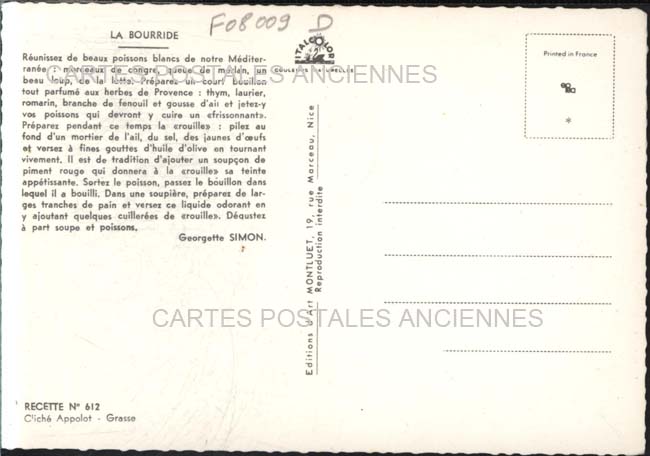 F08009 D
LA BOURRIDE
Réunissez de beaux poissons blancs de notre Méditer-
ranée : morceaux de congre, queue de merlan, un
beau loup, de la lotte. Préparez un court bouillon
tout parfumé aux herbes de Provence : thym, laurier,
romarin, branche de fenouil et gousse d'ail et jetez-y
vos poissons qui devront y cuire un «frissonnant».
Préparez pendant ce temps la «rouille» : pilez au
fond d'un mortier de l'ail, du sel, des jaunes d'œufs
et versez à fines gouttes d'huile d'olive en tournant
vivement. Il est de tradition d'ajouter un soupçon de
piment rouge qui donnera à la «rouille» sa teinte
appétissante. Sortez le poisson, passez le bouillon dans
lequel il a bouilli. Dans une soupière, préparez de lar-
ges tranches de pain et versez ce liquide odorant en
y ajoutant quelques cuillerées de «rouille». Dégustez
à part soupe et poissons.
Georgette SIMON.
RECETTE N° 612
Cliché Appolot - Grasse
ITALCOLOR
COULEURS NATURELLES
Editions d'Art MONTLUET, 19, rue Marceau, Nice
Reproduction interdite
Printed in France
*
CARTES POSTALES ANCIENNES
CARTES POSTALES ANCIENNES